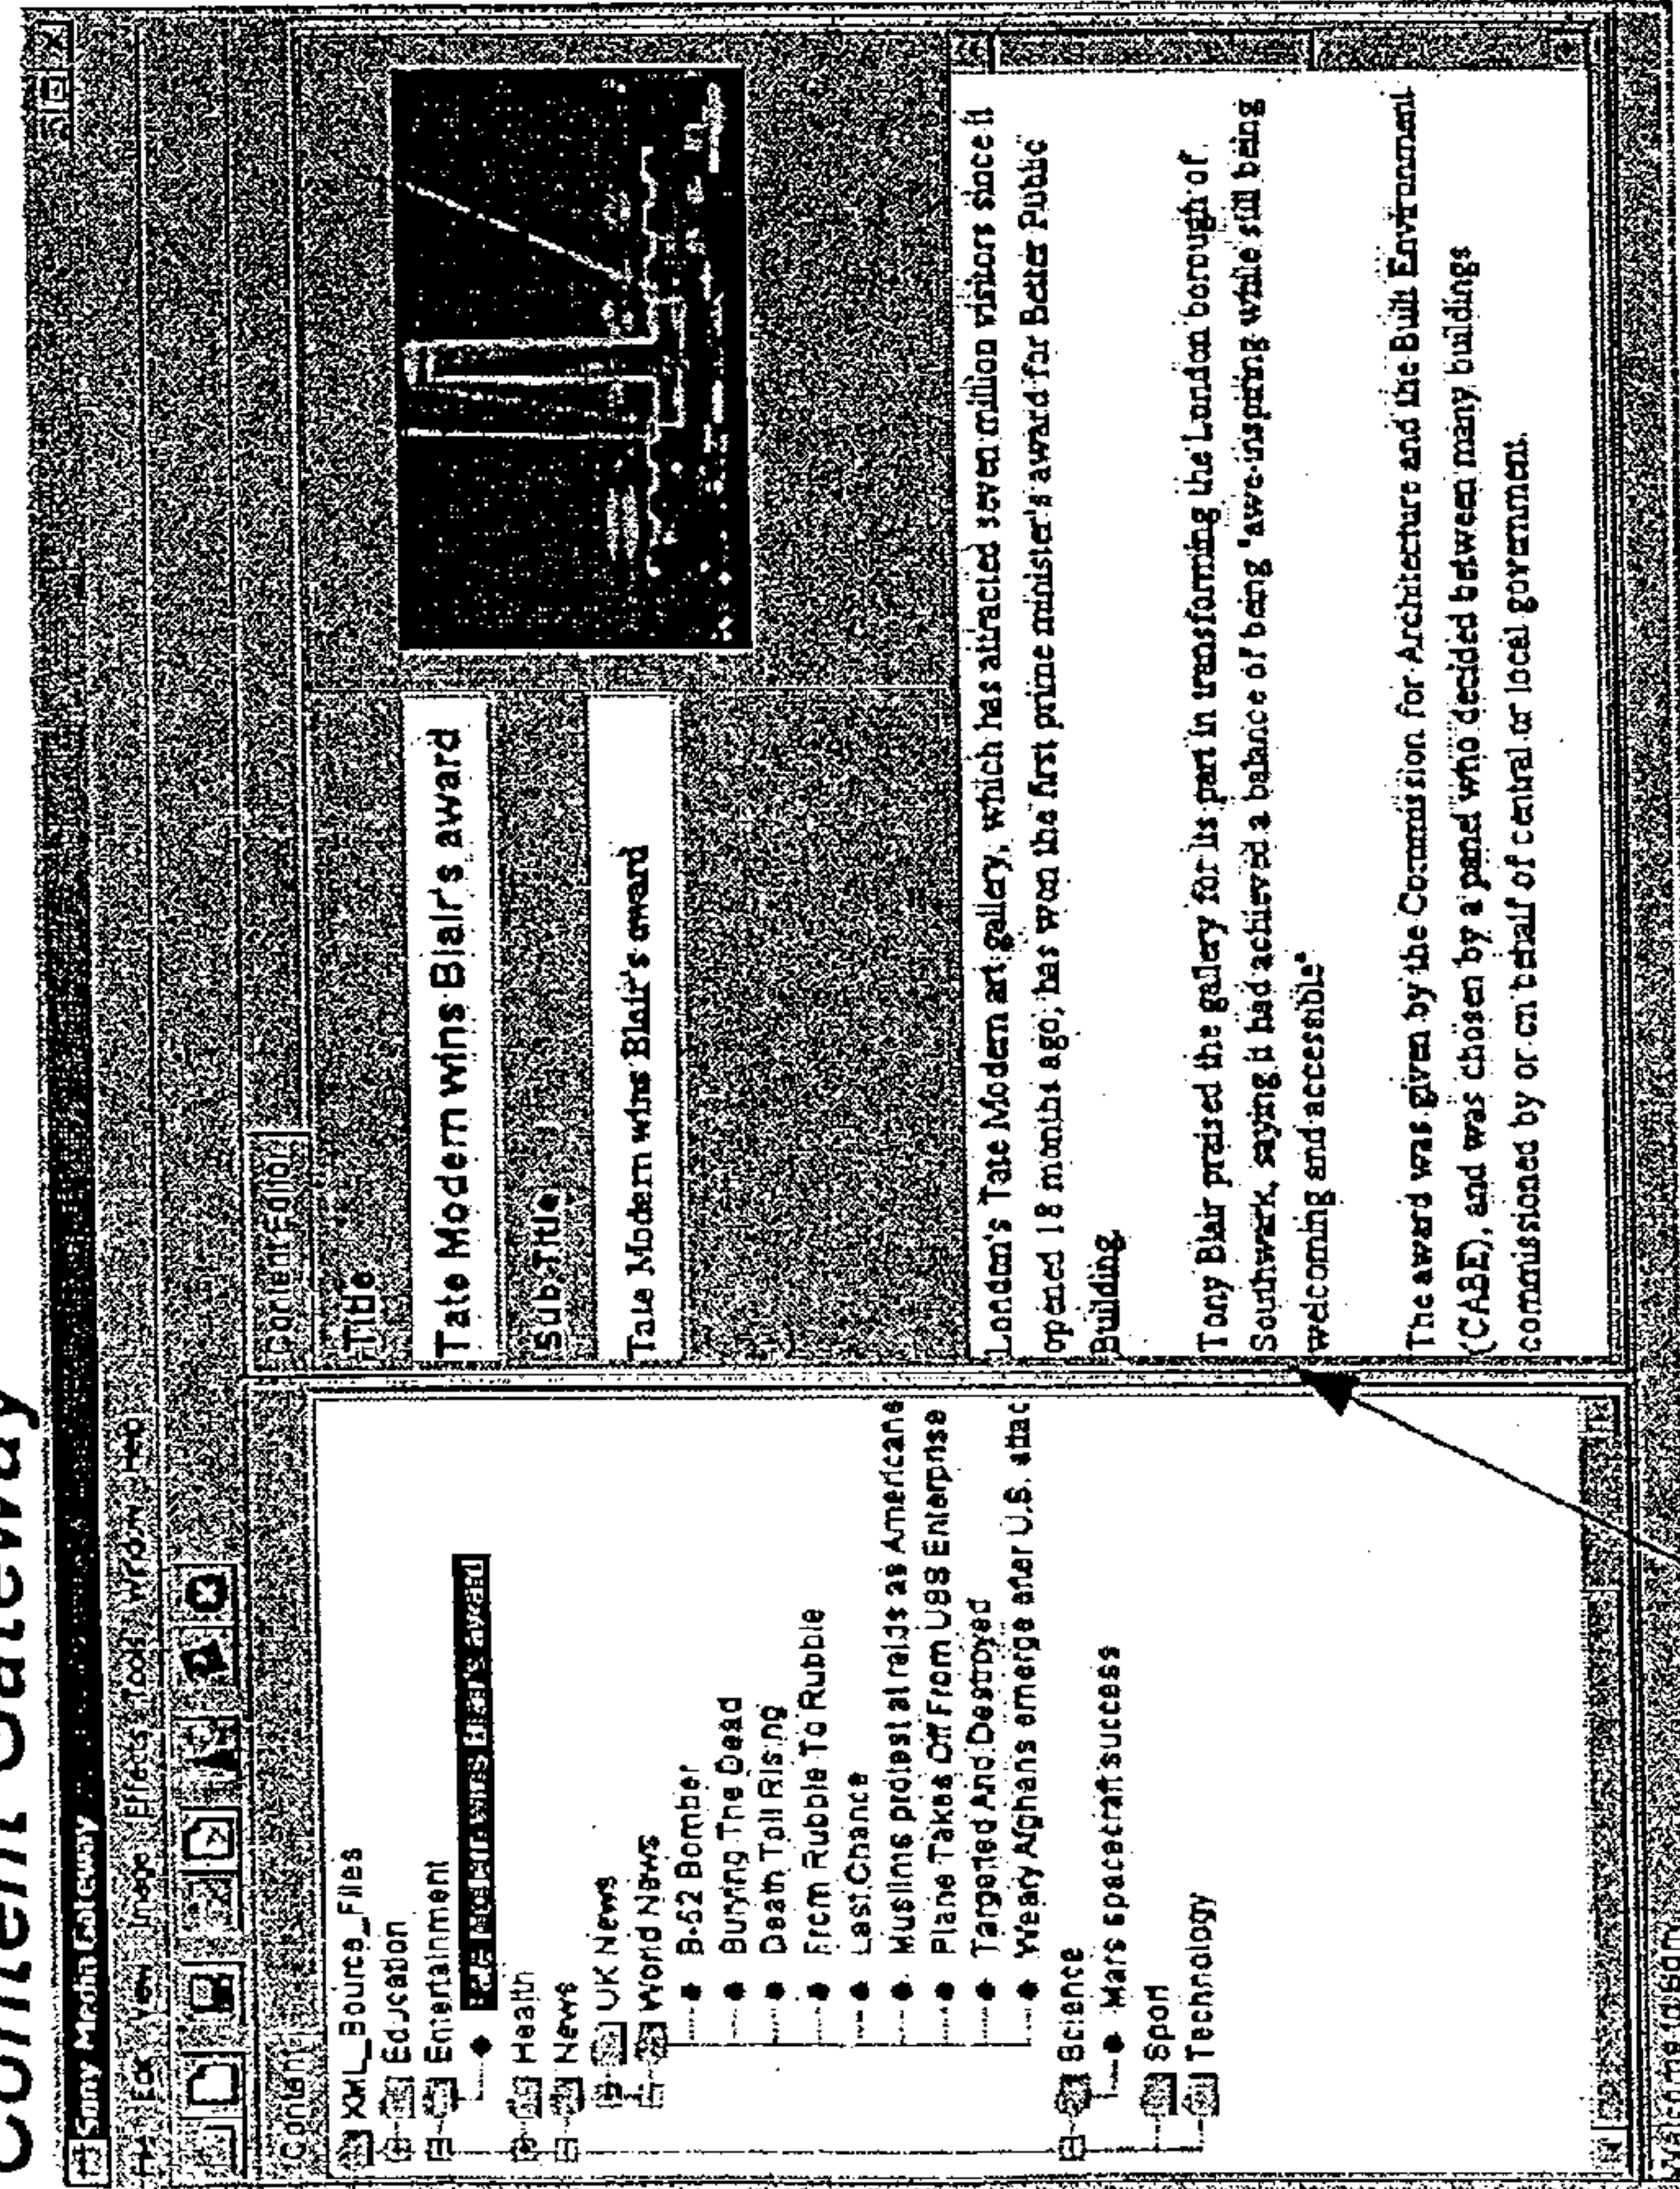 Content Gateway
Sony Media Gateway
Edit View Image Effects Tools Window Help
Content
XML_Source_Files
Education
Entertainment
Tate Modern wins Blair's award
Health
News
UK News
World News
B-52 Bomber
Burying The Dead
Death Toll Rising
From Rubble To Rubble
Last Chance
Muslims protest at raids as Americans
Plane Takes Off From USS Enterprise
Targeted And Destroyed
Weary Afghans emerge after U.S. attac
Science
Mars spacecraft success
Sport
Technology
Content Editor
Title
Tate Modern wins Blair's award
Sub Title
Tate Modern wins Blair's award
London's Tate Modern art gallery, which has attracted seven million visitors since it
opened 18 months ago, has won the first prime minister's award for Better Public
Building.
Tony Blair praised the gallery for its part in transforming the London borough of
Southwark, saying it had achieved a balance of being "awe-inspiring while still being
welcoming and accessible"
The award was given by the Commission for Architecture and the Built Environment
(CABE), and was chosen by a panel who decided between many buildings
commissioned by or on behalf of central or local government.